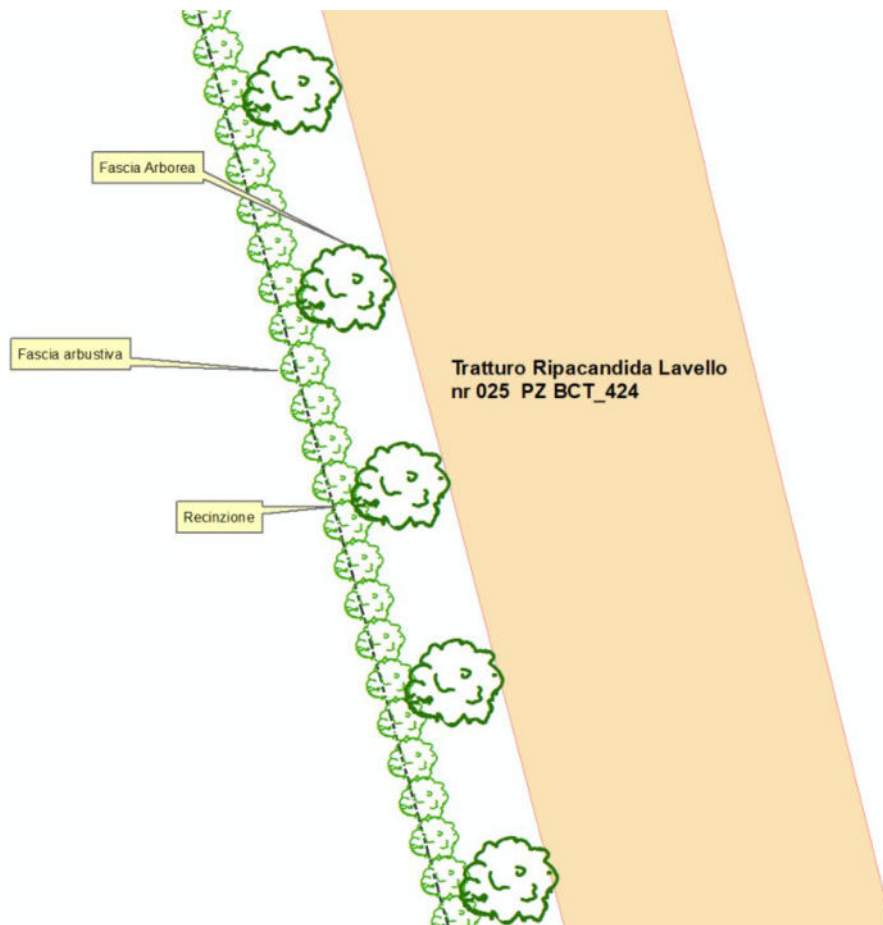 Fascia Arborea
Fascia arbustiva
Tratturo Ripacandida Lavello
nr 025 PZ BCT_424
Recinzione